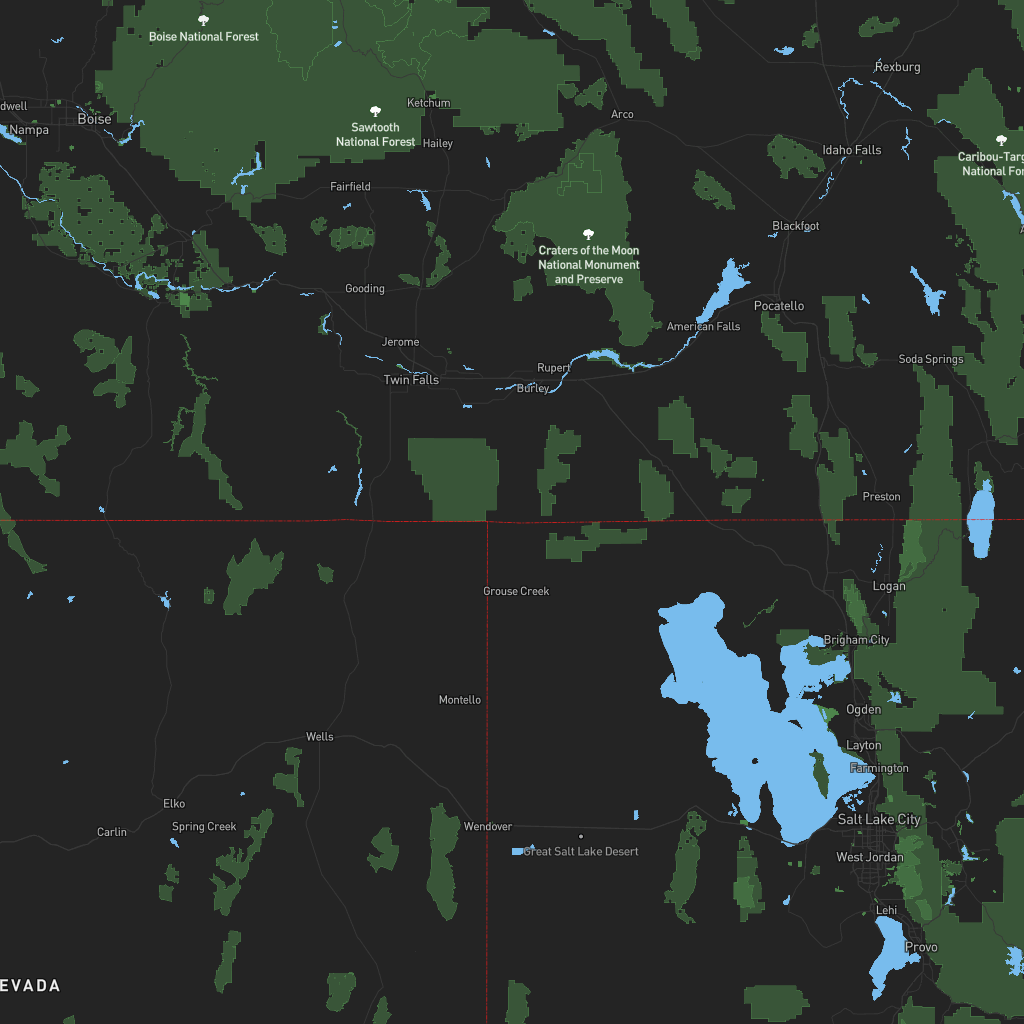 Boise National Forest
Rexburg
dwell
Ketchum
Arco
Boise
Nampa
Sawtooth
National Forest
Hailey
Idaho Falls
Caribou-Targ
National For
Fairfield
Blackfoot
Craters of the Moon
National Monument
and Preserve
Gooding
Pocatello
American Falls
Jerome
Soda Springs
Rupert
Twin Falls
Burley
Preston
Logan
Grouse Creek
Brigham City
Montello
Ogden
Wells
Layton
Farmington
Elko
Salt Lake City
Carlin
Spring Creek
Wendover
Great Salt Lake Desert
West Jordan
Lehi
Provo
EVADA